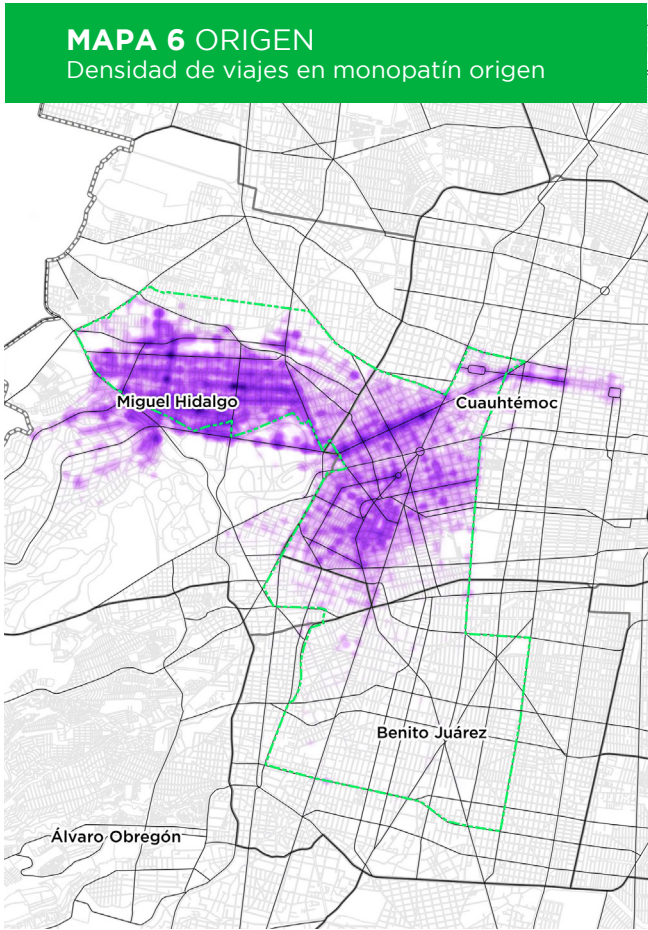 MAPA 6 ORIGEN
Densidad de viajes en monopatín origen
Miguel Hidalgo
Cuauhtémoc
Benito Juárez
Álvaro Obregón